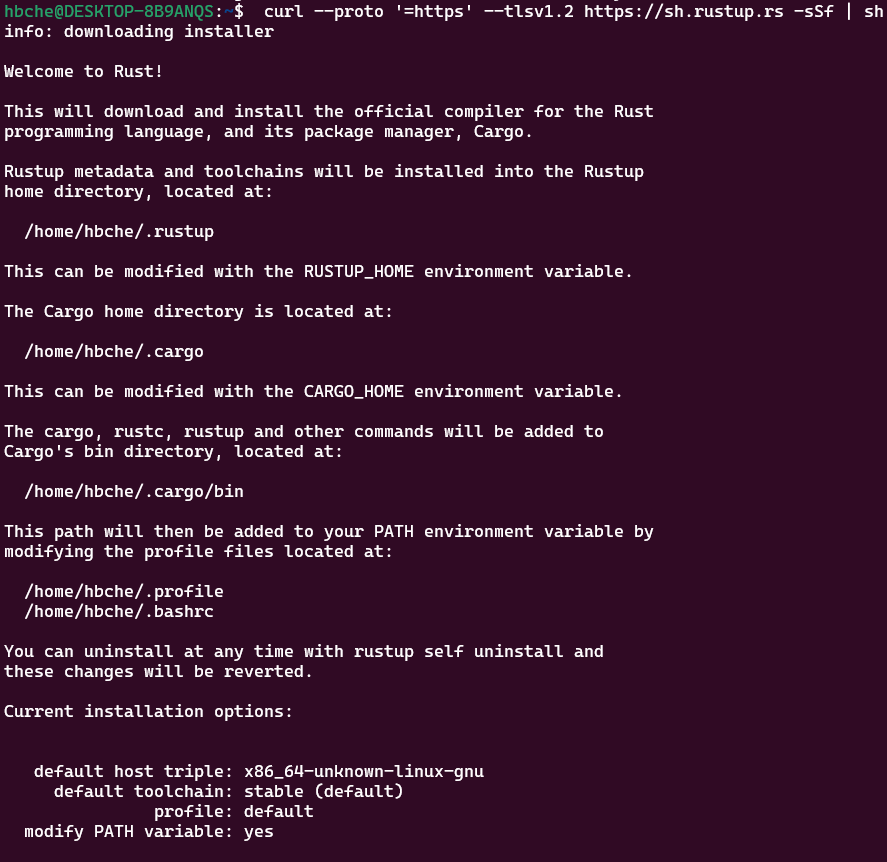 hbche@DESKTOP-8B9ANQS:~$  curl --proto '=https' --tlsv1.2 https://sh.rustup.rs -sSf | sh
info: downloading installer

Welcome to Rust!

This will download and install the official compiler for the Rust
programming language, and its package manager, Cargo.

Rustup metadata and toolchains will be installed into the Rustup
home directory, located at:

  /home/hbche/.rustup

This can be modified with the RUSTUP_HOME environment variable.

The Cargo home directory is located at:

  /home/hbche/.cargo

This can be modified with the CARGO_HOME environment variable.

The cargo, rustc, rustup and other commands will be added to
Cargo's bin directory, located at:

  /home/hbche/.cargo/bin

This path will then be added to your PATH environment variable by
modifying the profile files located at:

  /home/hbche/.profile
  /home/hbche/.bashrc

You can uninstall at any time with rustup self uninstall and
these changes will be reverted.

Current installation options:


   default host triple: x86_64-unknown-linux-gnu
     default toolchain: stable (default)
               profile: default
  modify PATH variable: yes